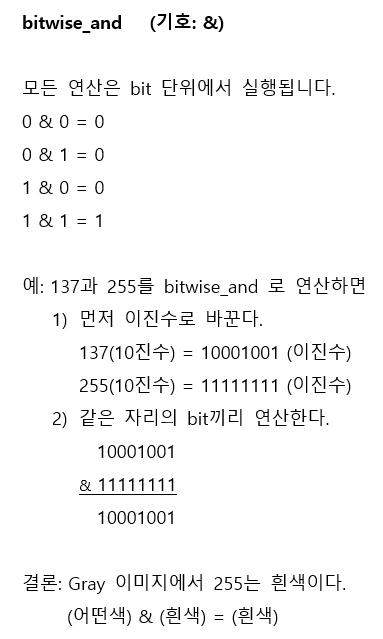 bitwise_and (기호: &)
모든 연산은 bit 단위에서 실행됩니다.
0 & 0 = 0
0 & 1 = 0
1 & 0 = 0
1 & 1 = 1
예: 137과 255를 bitwise_and 로 연산하면
1) 먼저 이진수로 바꾼다.
137(10진수) = 10001001 (이진수)
255(10진수) = 11111111 (이진수)
2) 같은 자리의 bit끼리 연산한다.
10001001
& 11111111
10001001
결론: Gray 이미지에서 255는 흰색이다.
(어떤색) & (흰색) = (흰색)